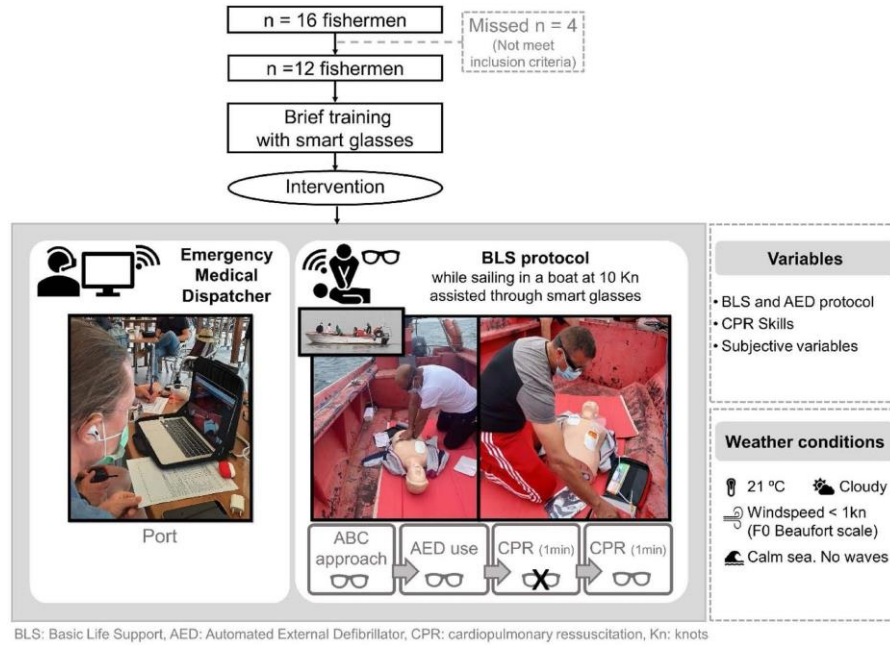 n = 16 fishermen
Missed n = 4
(Not meet
inclusion criteria)
n =12 fishermen
Brief training
with smart glasses
Intervention
Emergency
Medical
Dispatcher
Port
BLS protocol
while sailing in a boat at 10 Kn
assisted through smart glasses
ABC
approach
AED use
CPR (1min)
X
CPR (1min)
Variables
• BLS and AED protocol
• CPR Skills
• Subjective variables
Weather conditions
21 ºC
Cloudy
Windspeed < 1kn
(F0 Beaufort scale)
Calm sea. No waves
BLS: Basic Life Support, AED: Automated External Defibrillator, CPR: cardiopulmonary ressuscitation, Kn: knots